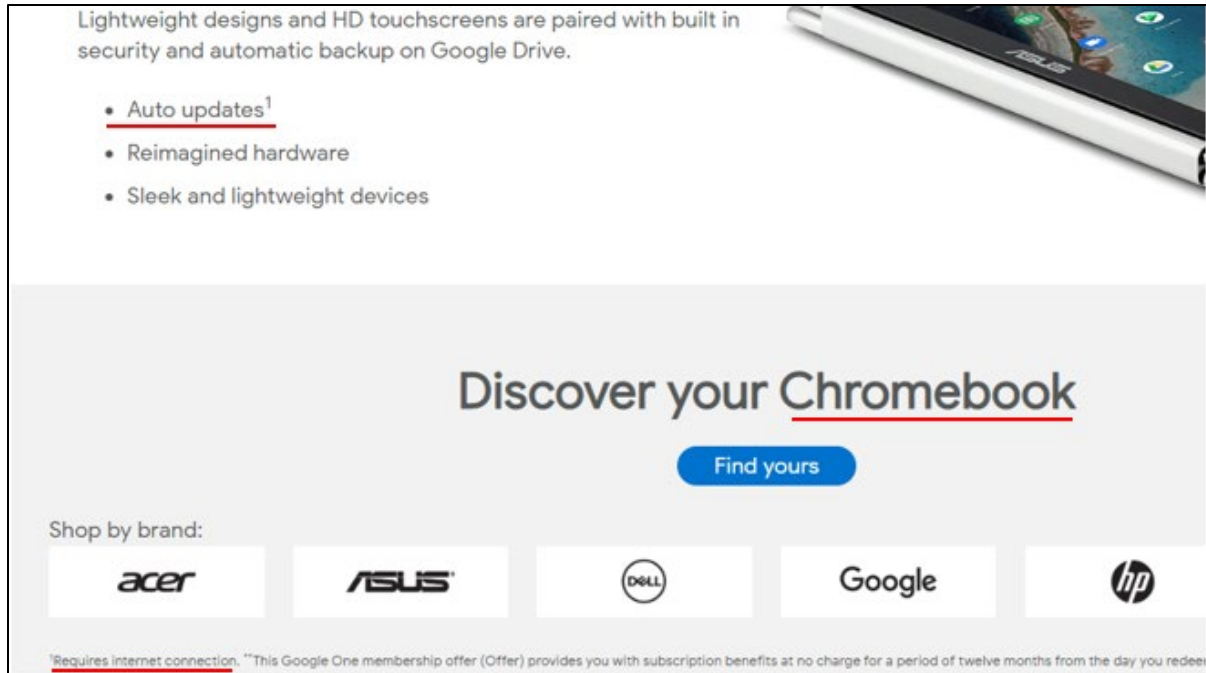 Lightweight designs and HD touchscreens are paired with built in
security and automatic backup on Google Drive.
• Auto updates¹
• Reimagined hardware
• Sleek and lightweight devices
ASUS
Discover your Chromebook
Find yours
Shop by brand:
acer ASUS DELL Google hp
¹Requires internet connection. **This Google One membership offer (Offer) provides you with subscription benefits at no charge for a period of twelve months from the day you redeer